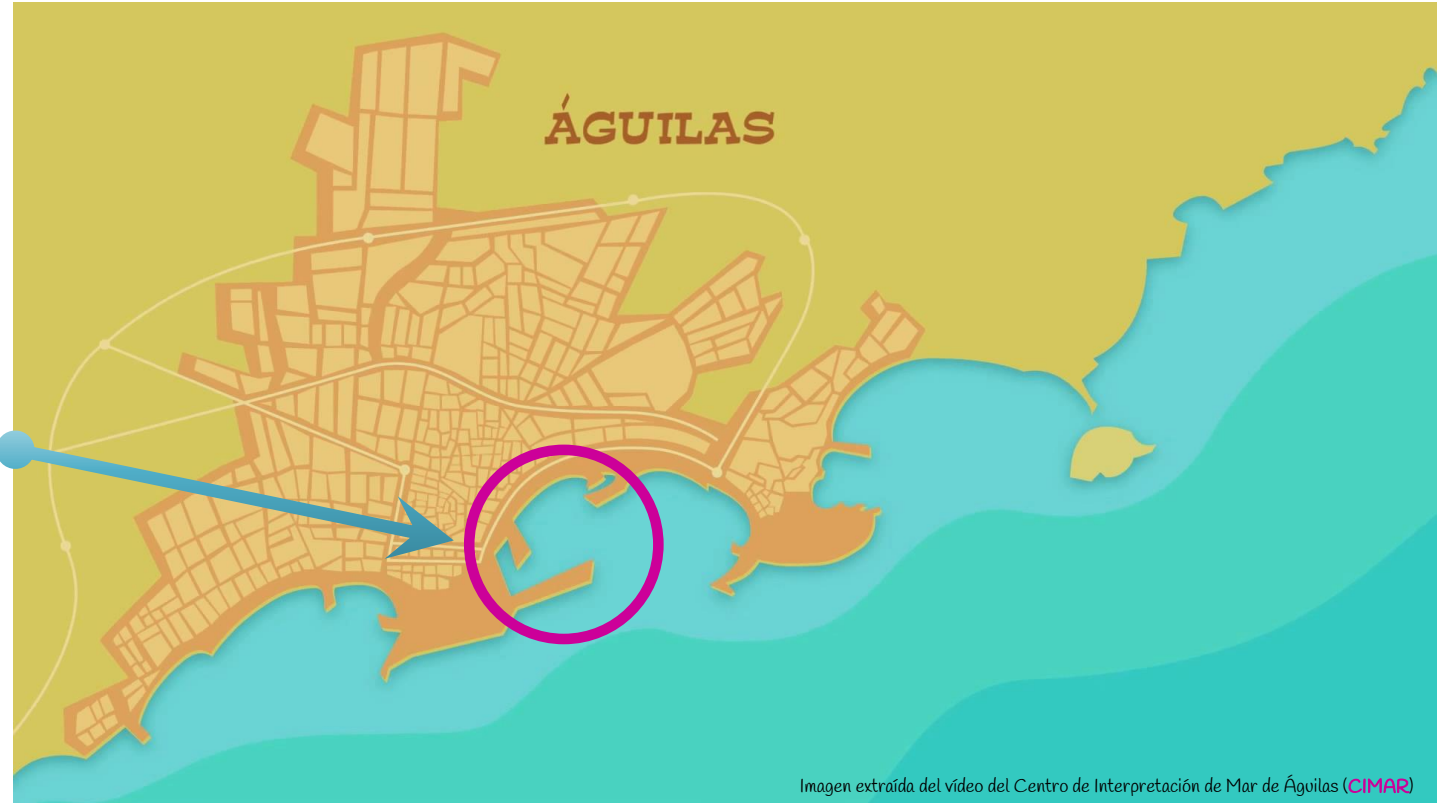 ÁGUILAS
Imagen extraída del vídeo del Centro de Interpretación de Mar de Águilas (CIMAR)